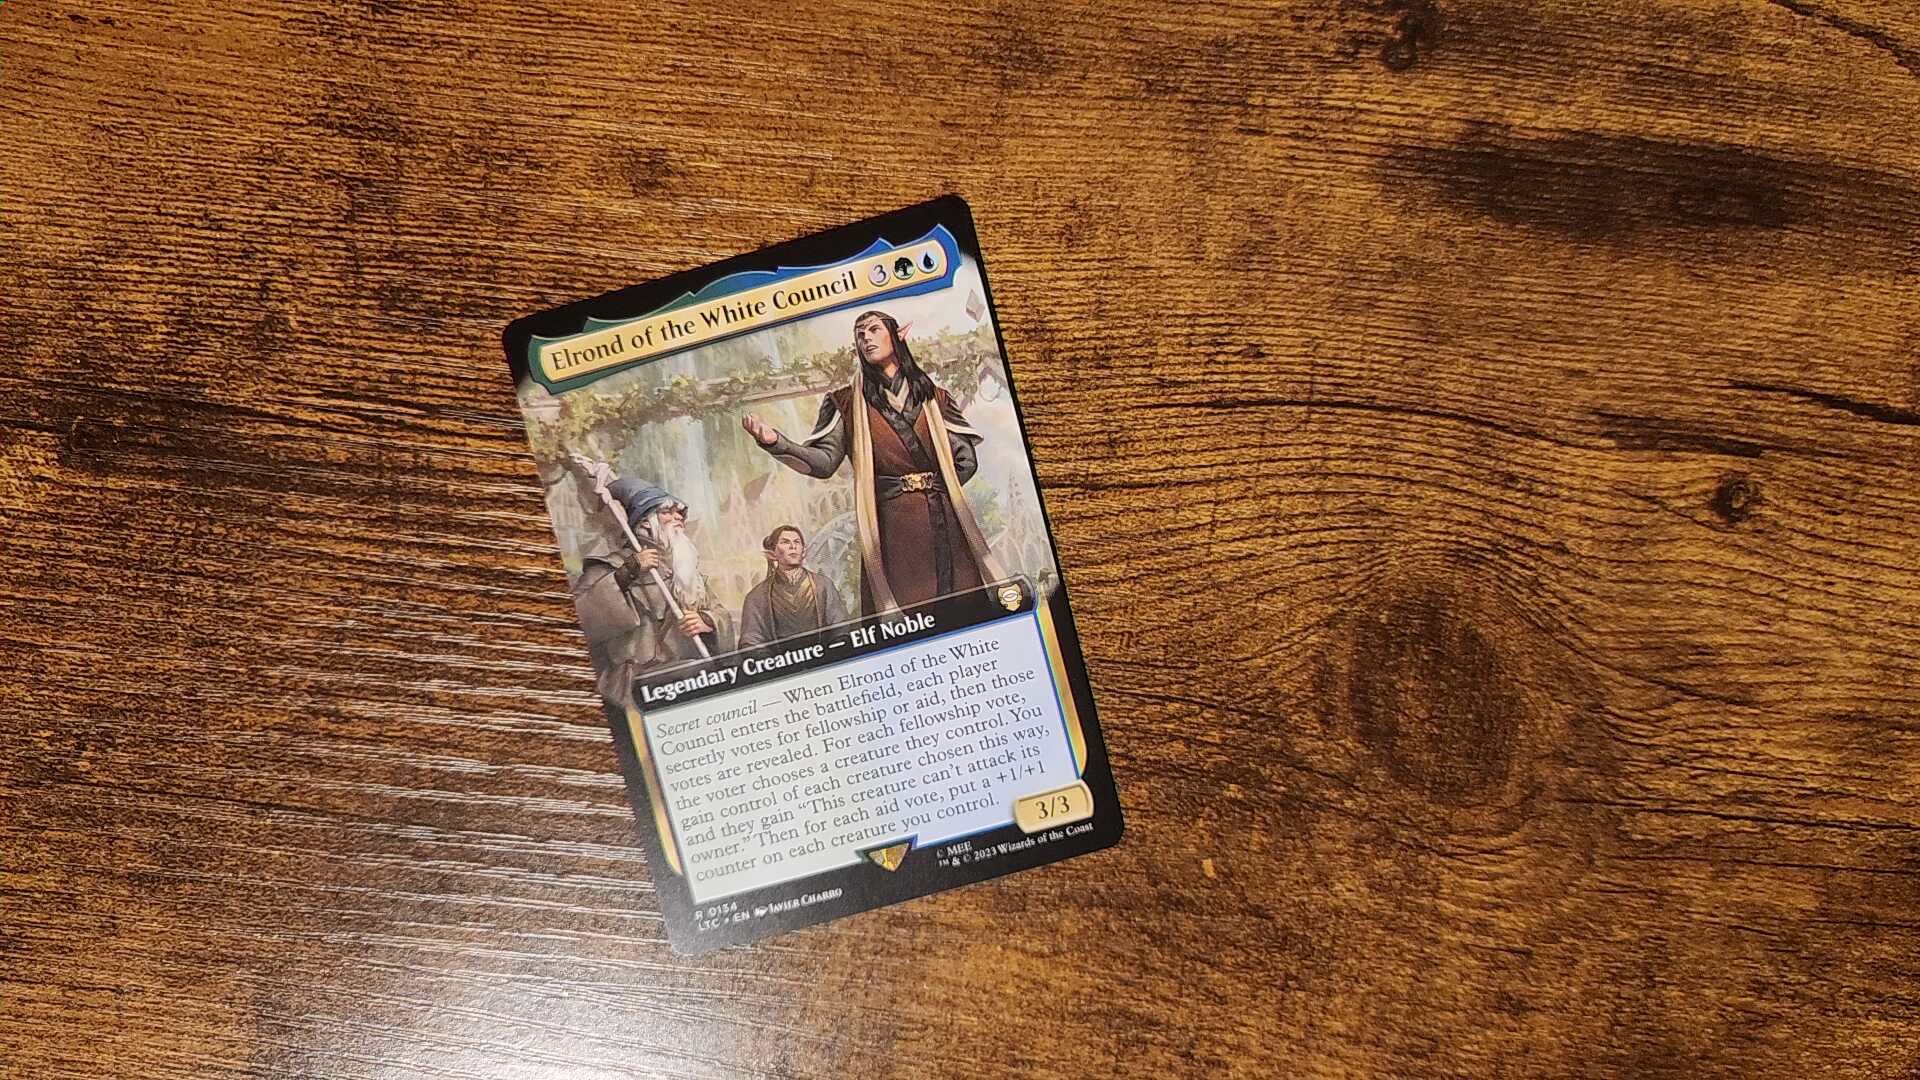 Elrond of the White Council 3
Legendary Creature — Elf Noble
Secret council — When Elrond of the White
Council enters the battlefield, each player
secretly votes for fellowship or aid, then those
votes are revealed. For each fellowship vote,
the voter chooses a creature they control. You
gain control of each creature chosen this way,
and they gain “This creature can’t attack its
owner.” Then for each aid vote, put a +1/+1
counter on each creature you control.
3/3
R 0134
LTC • EN Javier Charro
© MEE
™ & © 2023 Wizards of the Coast